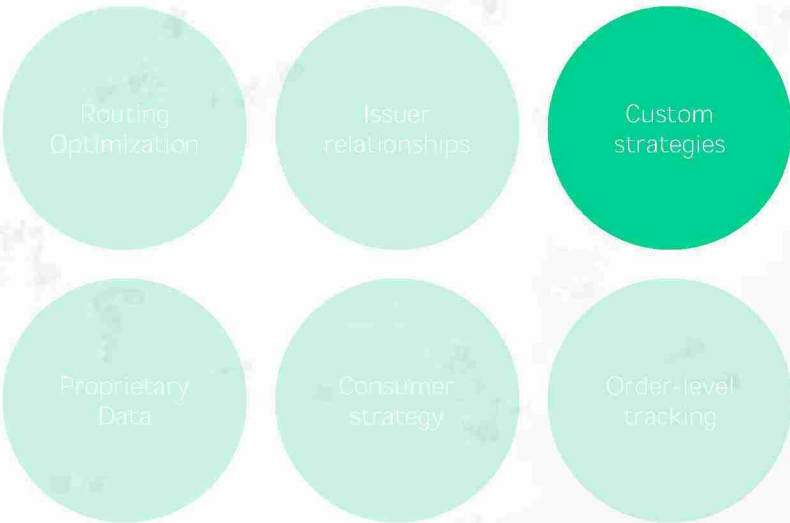 Routing
Optimization
Issuer
relationships
Custom
strategies
Proprietary
Data
Consumer
strategy
Order-level
tracking